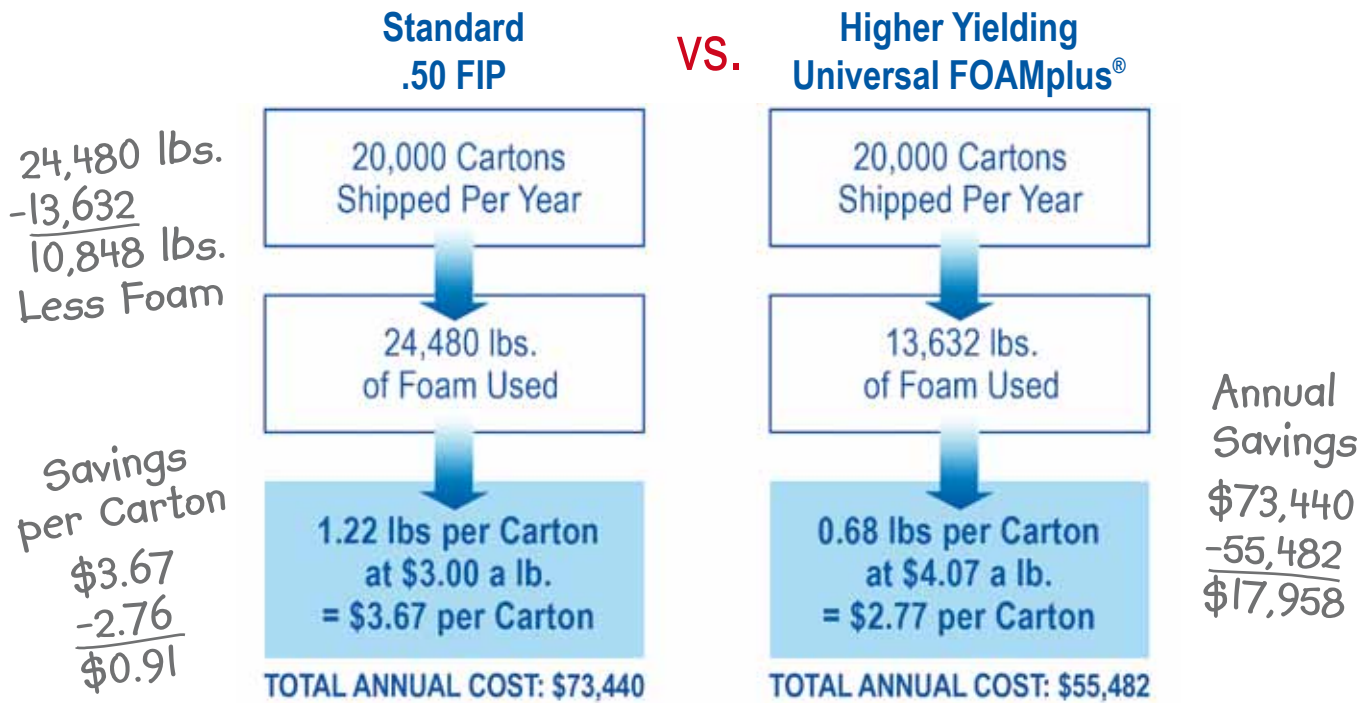 Standard
.50 FIP
vs.
Higher Yielding
Universal FOAMplus®
24,480 lbs.
-13,632
10,848 lbs.
Less Foam
20,000 Cartons
Shipped Per Year
24,480 lbs.
of Foam Used
1.22 lbs per Carton
at $3.00 a lb.
= $3.67 per Carton
TOTAL ANNUAL COST: $73,440
Savings
per Carton
$3.67
-2.76
$0.91
20,000 Cartons
Shipped Per Year
13,632 lbs.
of Foam Used
0.68 lbs per Carton
at $4.07 a lb.
= $2.77 per Carton
TOTAL ANNUAL COST: $55,482
Annual
Savings
$73,440
-55,482
$17,958